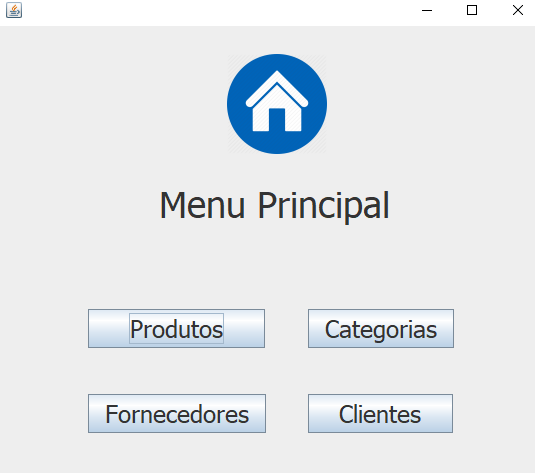 Menu Principal
Produtos
Categorias
Fornecedores
Clientes